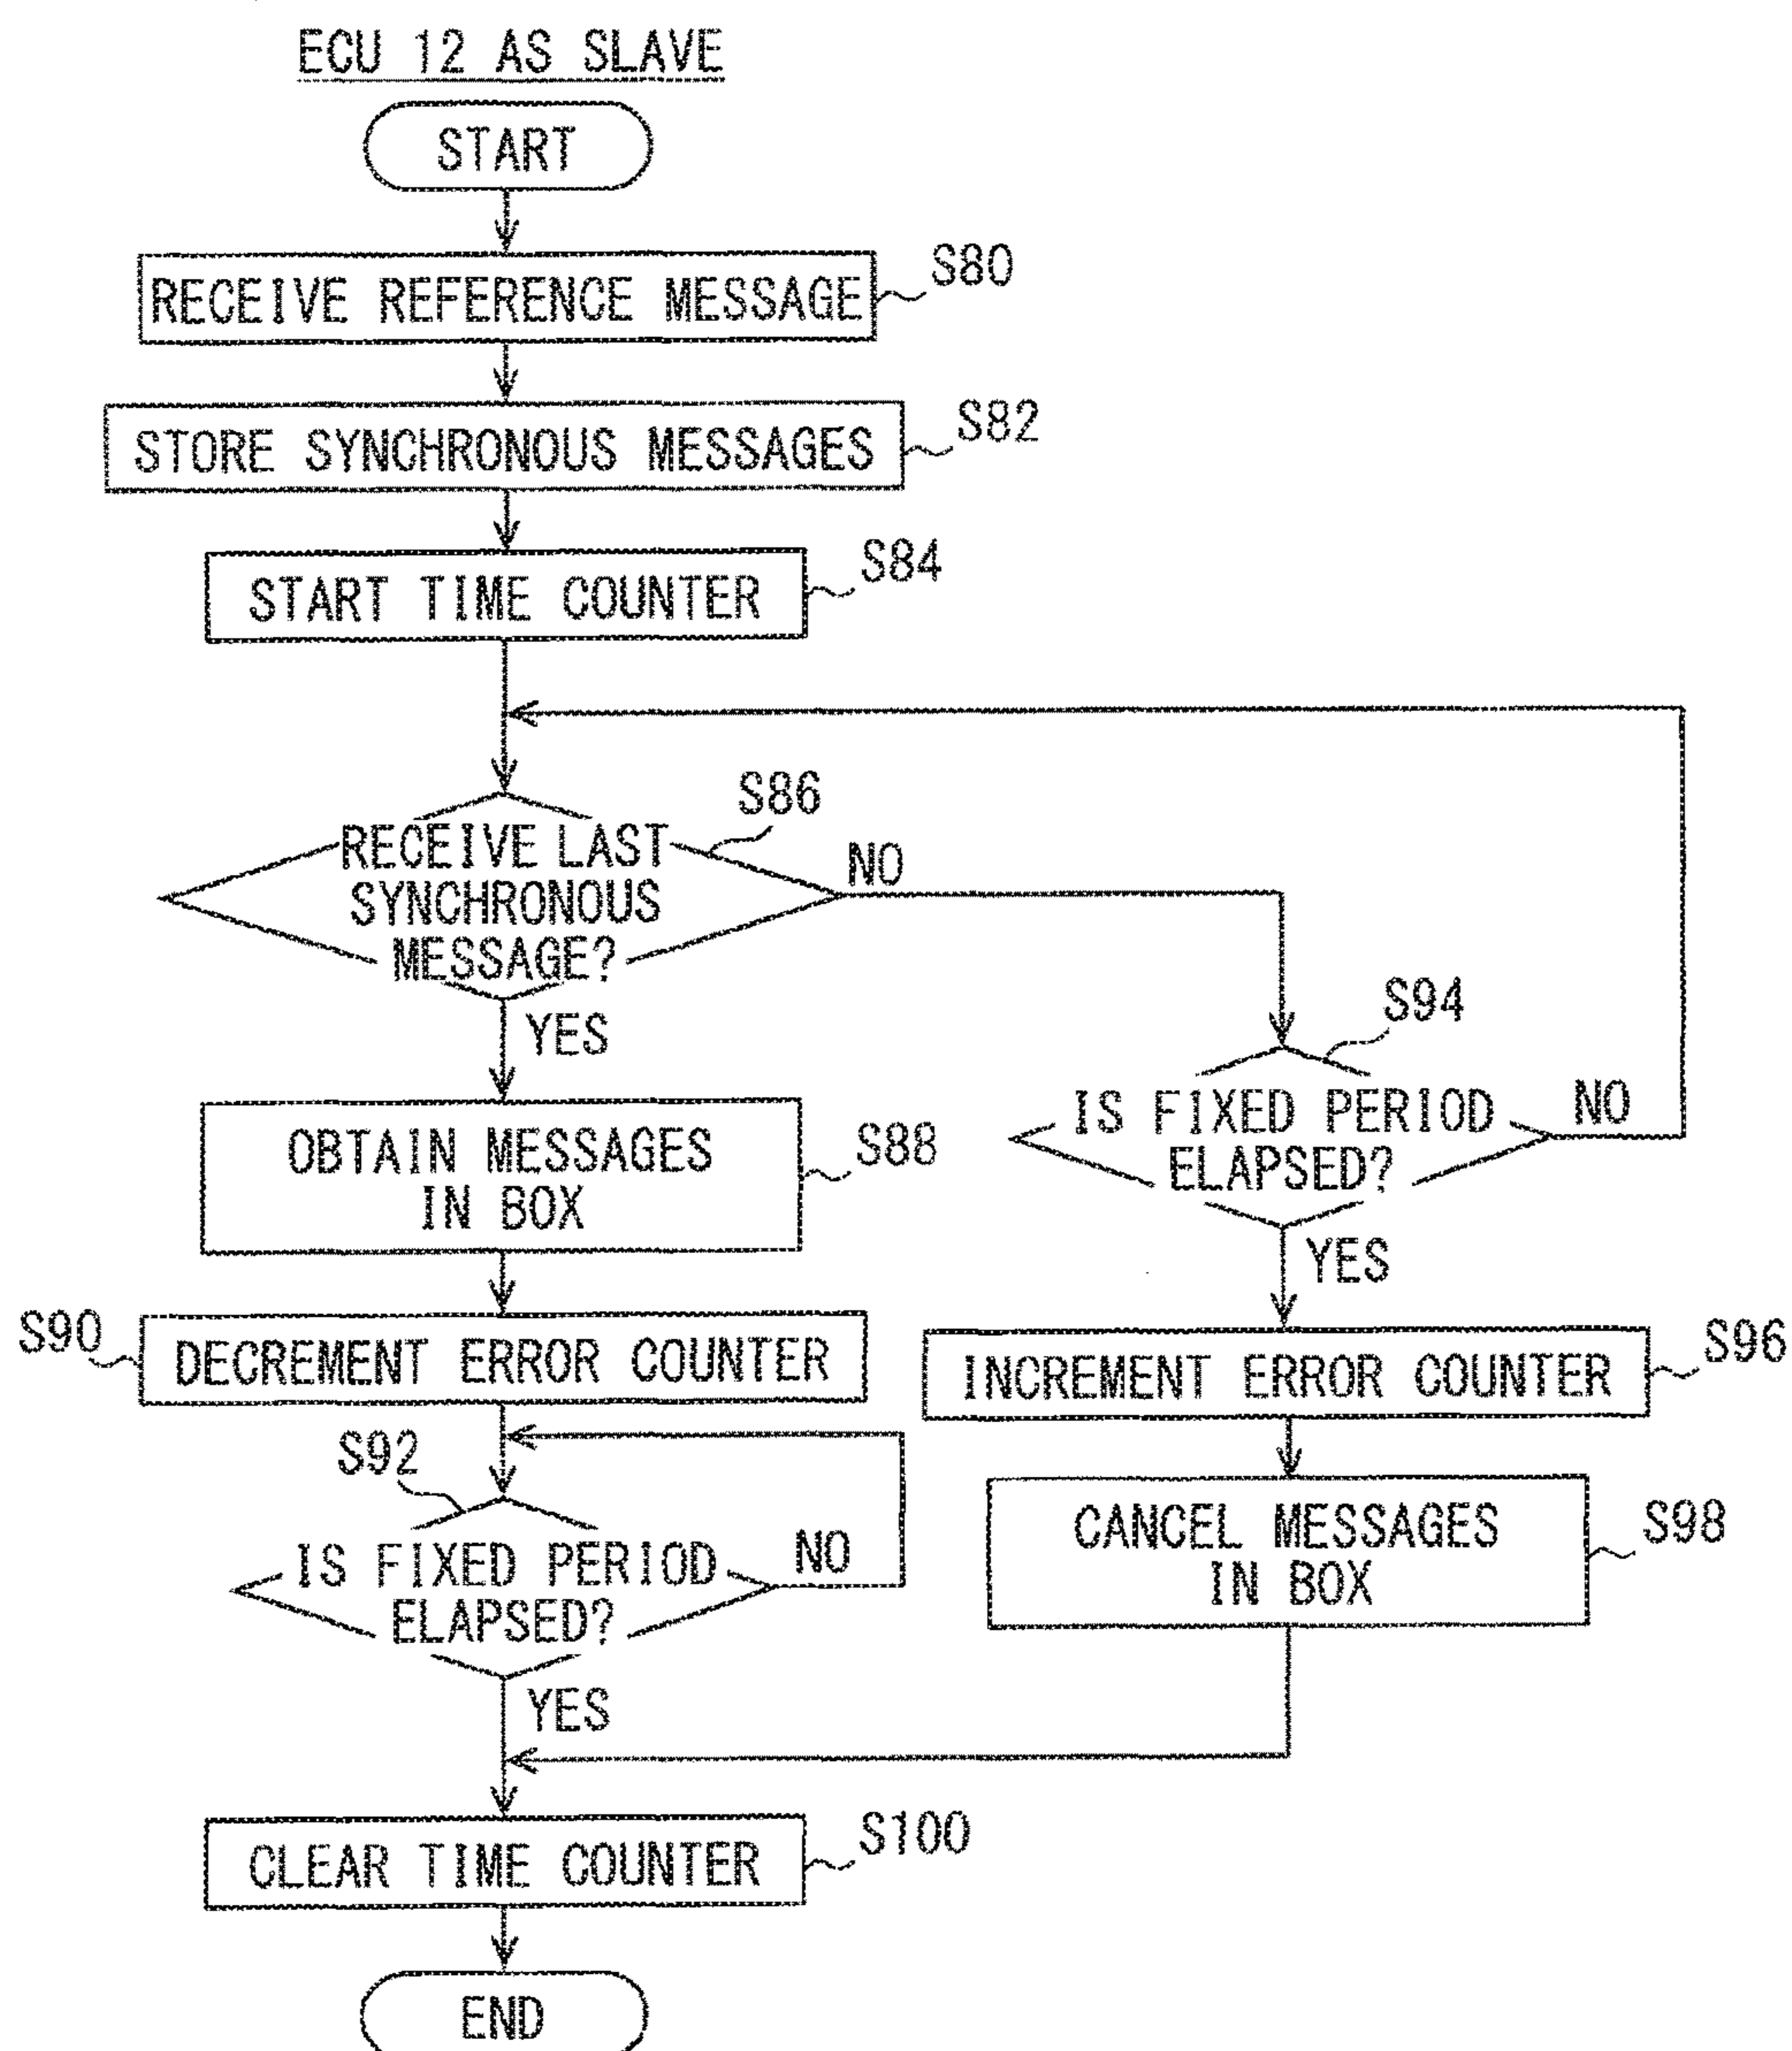 ECU 12 AS SLAVE
START
RECEIVE REFERENCE MESSAGE
S80
STORE SYNCHRONOUS MESSAGES
S82
START TIME COUNTER
S84
RECEIVE LAST
SYNCHRONOUS
MESSAGE?
S86
NO
YES
S94
IS FIXED PERIOD
ELAPSED?
NO
YES
OBTAIN MESSAGES
IN BOX
S88
S90
DECREMENT ERROR COUNTER
INCREMENT ERROR COUNTER
S96
S92
IS FIXED PERIOD
ELAPSED?
NO
YES
CANCEL MESSAGES
IN BOX
S98
CLEAR TIME COUNTER
S100
END